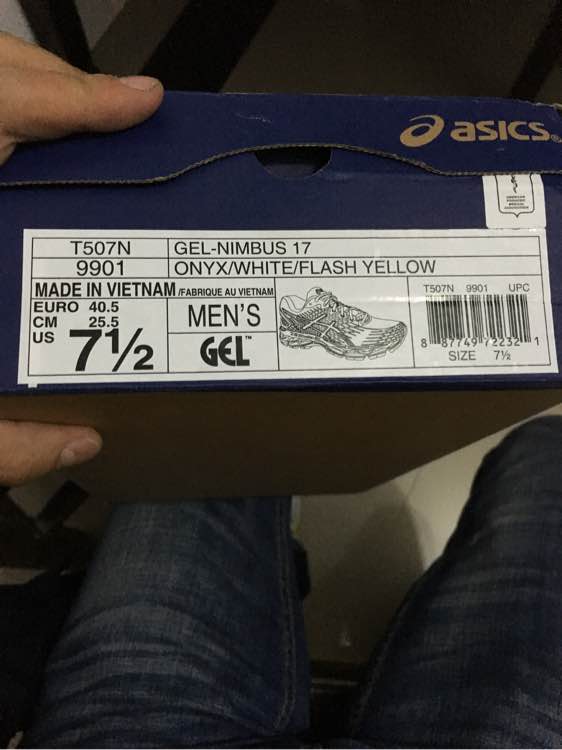 asics®
T507N GEL-NIMBUS 17
9901 ONYX/WHITE/FLASH YELLOW
MADE IN VIETNAM /FABRIQUE AU VIETNAM
EURO 40.5
CM 25.5
US 7½
MEN'S
GEL™
T507N 9901 UPC
8 87749 72232 1
SIZE 7½